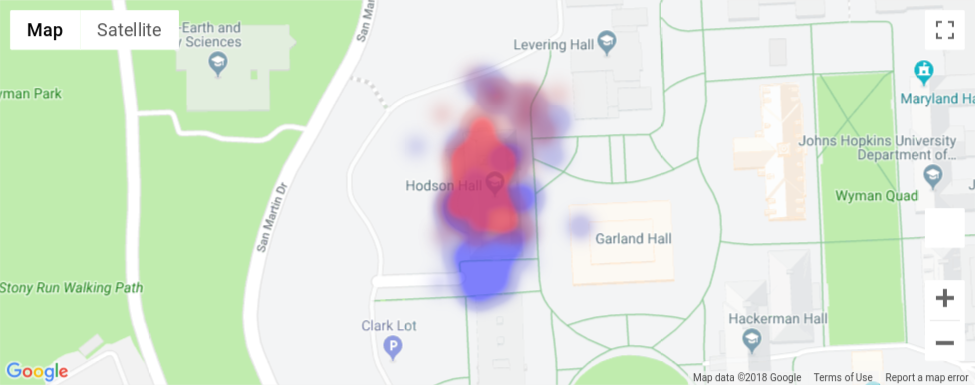 Map
Satellite
-Earth and
y Sciences
San Mar
Levering Hall
yman Park
Maryland Ha
Johns Hopkins University
Department of...
J
Hodson Hall
Wyman Quad
San Martin Dr
Garland Hall
Stony Run Walking Path
Clark Lot
P
Hackerman Hall
Google
Map data ©2018 Google
Terms of Use
Report a map error